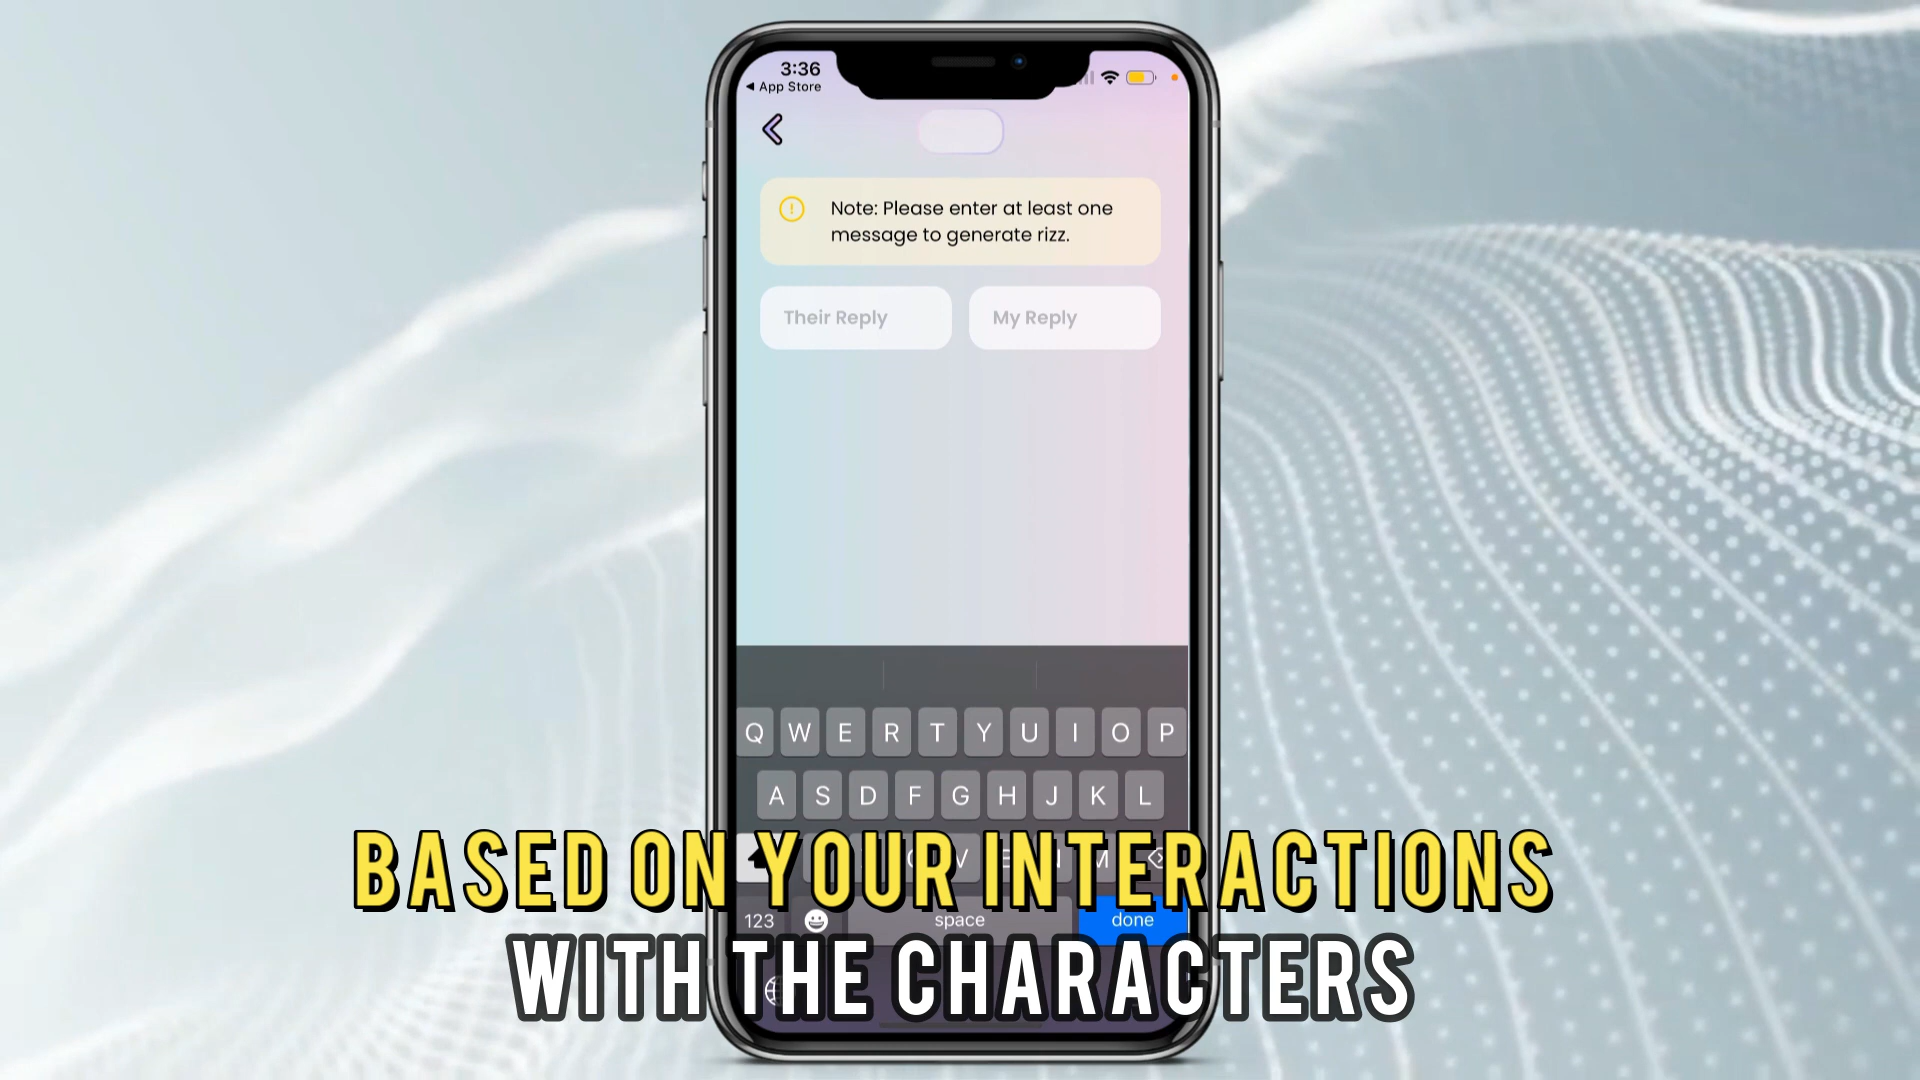 3:36
◀ App Store
Note: Please enter at least one
message to generate rizz.
Their Reply
My Reply
Q W E R T Y U I O P
A S D F G H J K L
V N M
BASED ON YOUR INTERACTIONS
123
space
done
WITH THE CHARACTERS